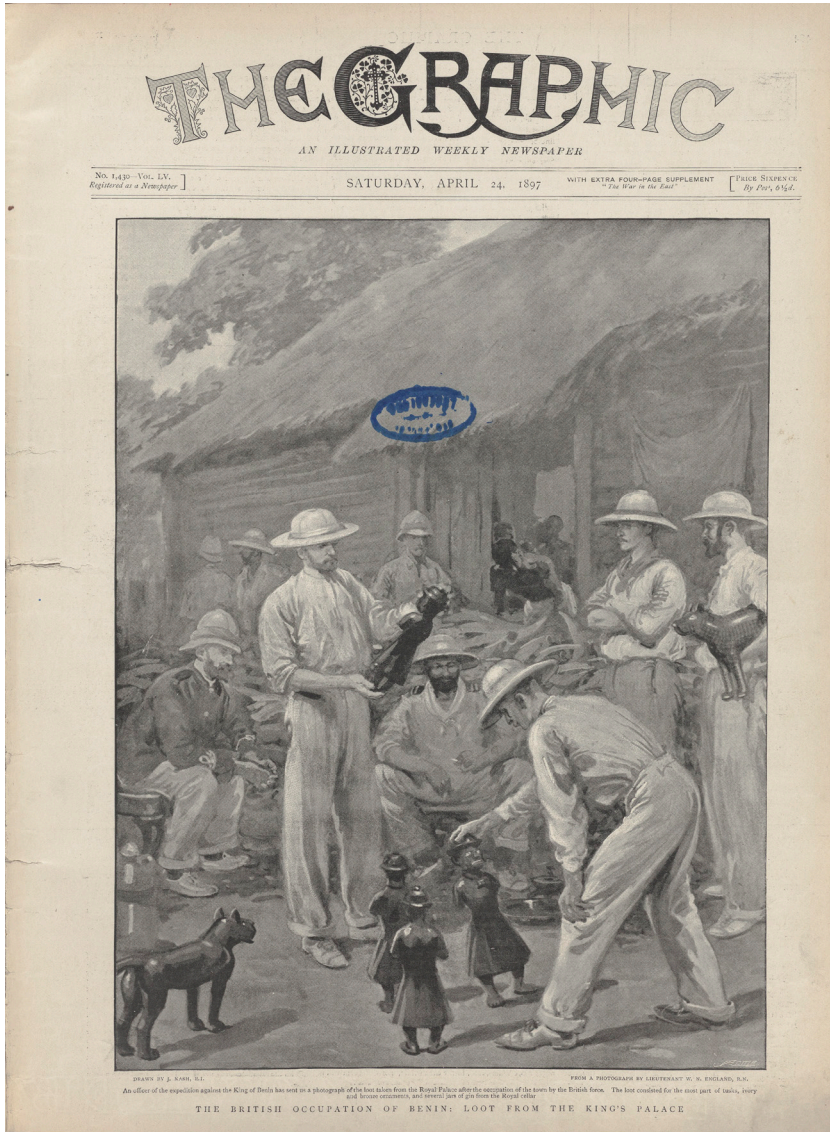 THE GRAPHIC
AN ILLUSTRATED WEEKLY NEWSPAPER
No. 1,430—Vol. LV.
Registered as a Newspaper
SATURDAY, APRIL 24, 1897
WITH EXTRA FOUR-PAGE SUPPLEMENT
"The War in the East"
PRICE SIXPENCE
By Post, 6½d.
DRAWN BY J. NASH, R.I.
FROM A PHOTOGRAPH BY LIEUTENANT W. N. ENGLAND, R.N.
An officer of the expedition against the King of Benin has sent us a photograph of the loot taken from the Royal Palace after the occupation of the town by the British force. The loot consisted for the most part of tusks, ivory
and bronze ornaments, and several jars of gin from the Royal cellar
THE BRITISH OCCUPATION OF BENIN: LOOT FROM THE KING'S PALACE